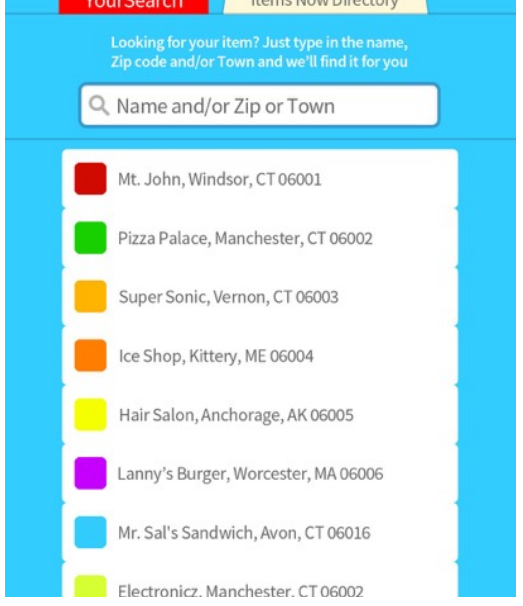 YourSearch
Items Now Directory
Looking for your item? Just type in the name,
Zip code and/or Town and we'll find it for you
Name and/or Zip or Town
Mt. John, Windsor, CT 06001
Pizza Palace, Manchester, CT 06002
Super Sonic, Vernon, CT 06003
Ice Shop, Kittery, ME 06004
Hair Salon, Anchorage, AK 06005
Lanny's Burger, Worcester, MA 06006
Mr. Sal's Sandwich, Avon, CT 06016
Electronicz, Manchester, CT 06002